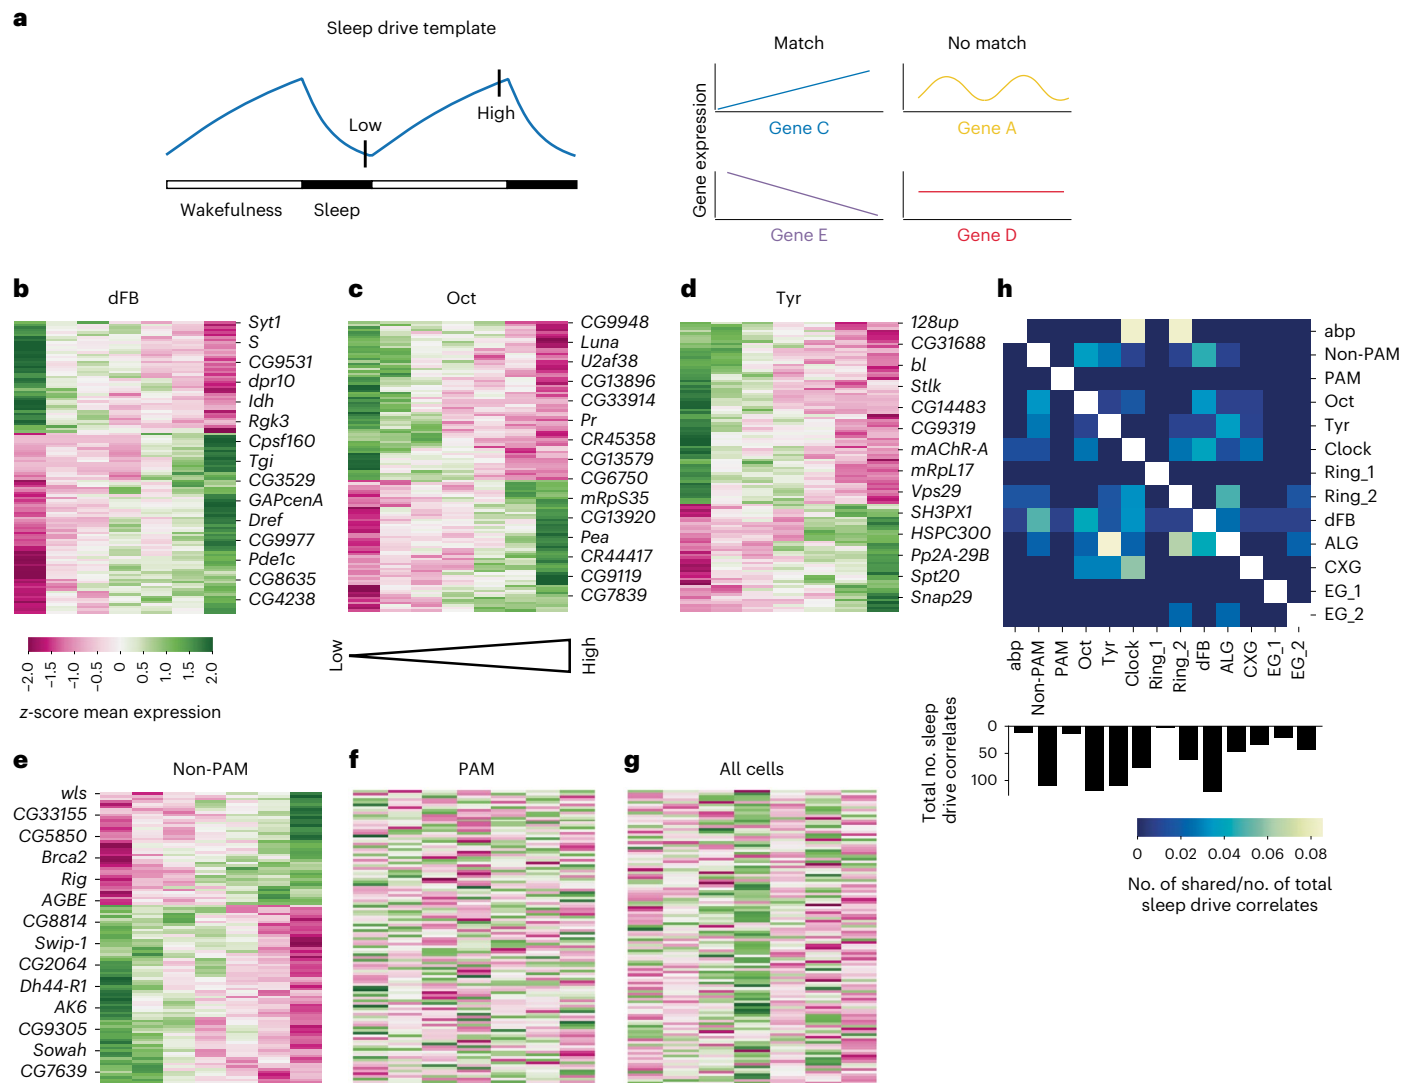 a
Sleep drive template
Low
High
Wakefulness
Sleep
Match
No match
Gene expression
Gene C
Gene A
Gene E
Gene D
b
dFB
Syt1
S
CG9531
dpr10
Idh
Rgk3
Cpsf160
Tgi
CG3529
GAPcenA
Dref
CG9977
Pde1c
CG8635
CG4238
−2.0
−1.5
−1.0
−0.5
0
0.5
1.0
1.5
2.0
z-score mean expression
c
Oct
CG9948
Luna
U2af38
CG13896
CG33914
Pr
CR45358
CG13579
CG6750
mRpS35
CG13920
Pea
CR44417
CG9119
CG7839
Low
High
d
Tyr
128up
CG31688
bl
Stlk
CG14483
CG9319
mAChR-A
mRpL17
Vps29
SH3PX1
HSPC300
Pp2A-29B
Spt20
Snap29
h
abp
Non-PAM
PAM
Oct
Tyr
Clock
Ring_1
Ring_2
dFB
ALG
CXG
EG_1
EG_2
abp
Non-PAM
PAM
Oct
Tyr
Clock
Ring_1
Ring_2
dFB
ALG
CXG
EG_1
EG_2
Total no. sleep
drive correlates
0
50
100
0
0.02
0.04
0.06
0.08
No. of shared/no. of total
sleep drive correlates
e
Non-PAM
wls
CG33155
CG5850
Brca2
Rig
AGBE
CG8814
Swip-1
CG2064
Dh44-R1
AK6
CG9305
Sowah
CG7639
f
PAM
g
All cells